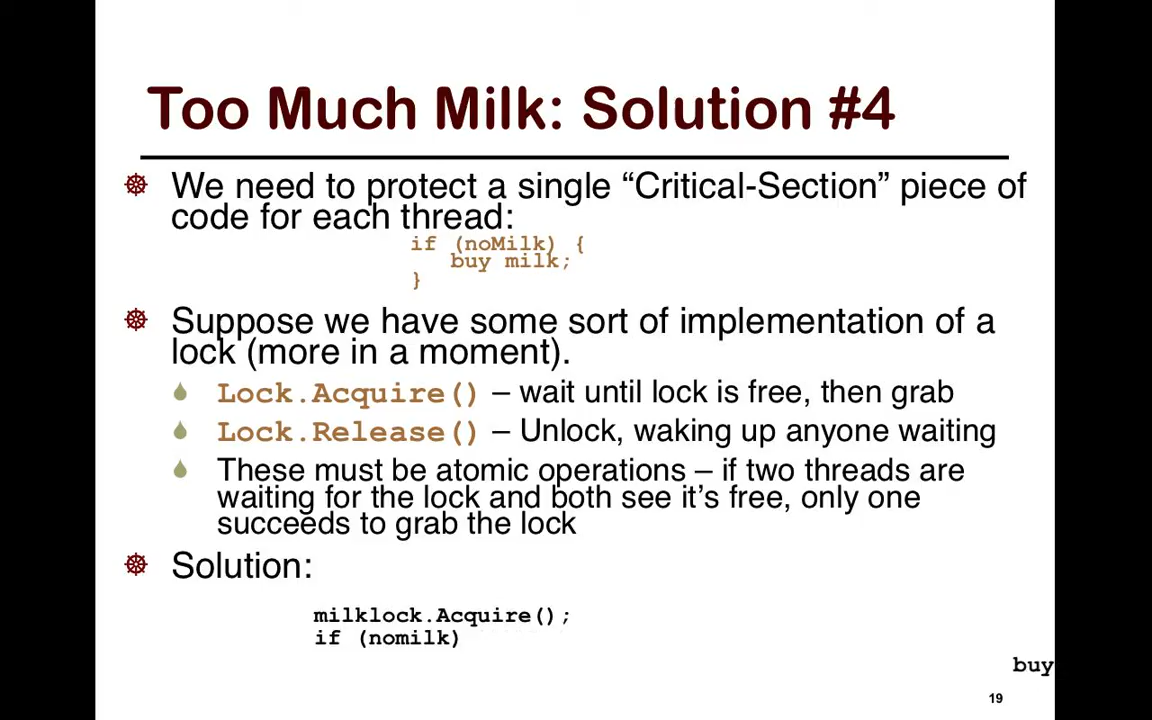 Too Much Milk: Solution #4
We need to protect a single “Critical-Section” piece of
code for each thread:
if (noMilk) {
buy milk;
}
Suppose we have some sort of implementation of a
lock (more in a moment).
Lock.Acquire() – wait until lock is free, then grab
Lock.Release() – Unlock, waking up anyone waiting
These must be atomic operations – if two threads are
waiting for the lock and both see it’s free, only one
succeeds to grab the lock
Solution:
milklock.Acquire();
if (nomilk)
buy
19